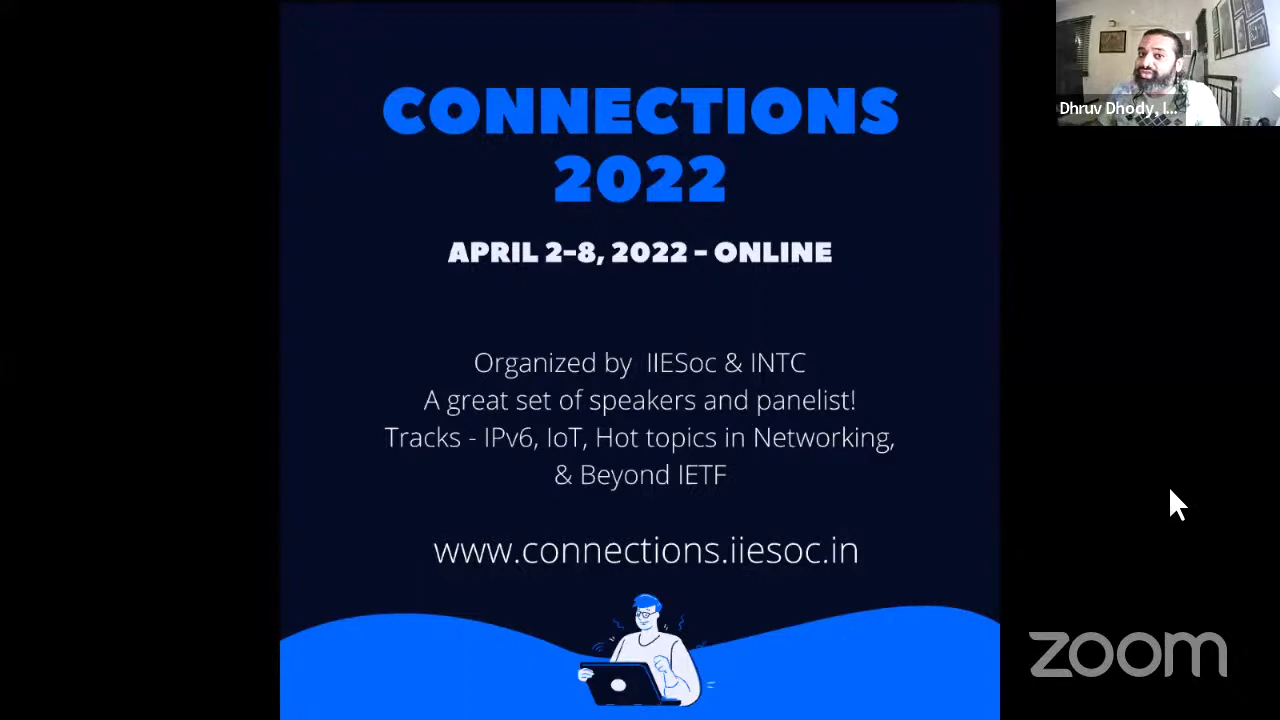 CONNECTIONS
2022
APRIL 2-8, 2022 - ONLINE
Organized by IIESoc & INTC
A great set of speakers and panelist!
Tracks - IPv6, IoT, Hot topics in Networking,
& Beyond IETF
www.connections.iiesoc.in
Dhruv Dhody, I...
zoom